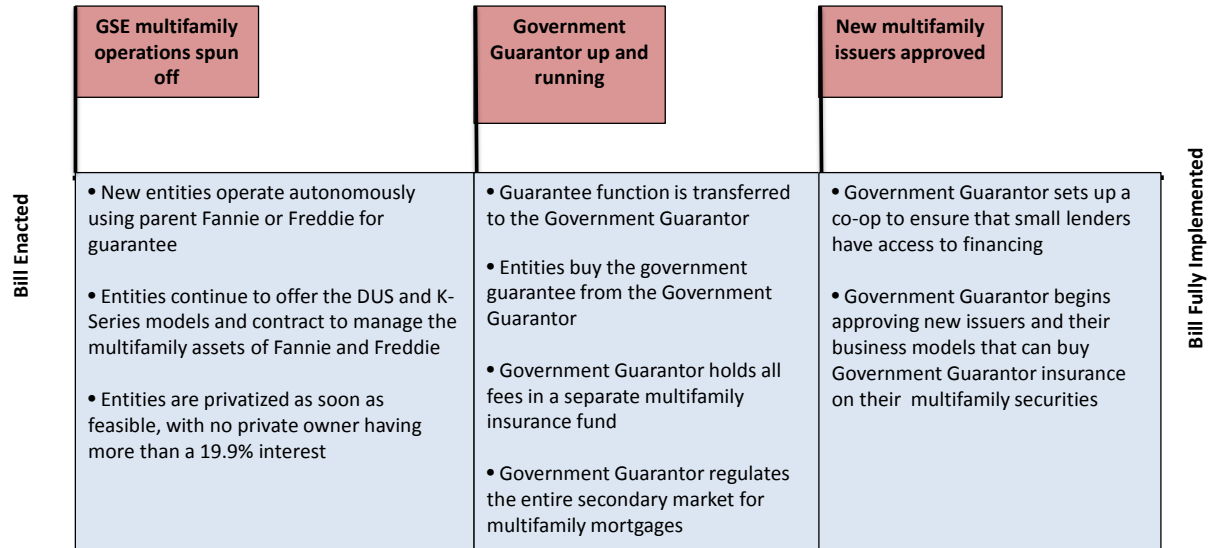 GSE multifamily
operations spun
off
Government
Guarantor up and
running
New multifamily
issuers approved
Bill Enacted
• New entities operate autonomously
using parent Fannie or Freddie for
guarantee
• Entities continue to offer the DUS and K-
Series models and contract to manage the
multifamily assets of Fannie and Freddie
• Entities are privatized as soon as
feasible, with no private owner having
more than a 19.9% interest
• Guarantee function is transferred
to the Government Guarantor
• Entities buy the government
guarantee from the Government
Guarantor
• Government Guarantor holds all
fees in a separate multifamily
insurance fund
• Government Guarantor regulates
the entire secondary market for
multifamily mortgages
• Government Guarantor sets up a
co-op to ensure that small lenders
have access to financing
• Government Guarantor begins
approving new issuers and their
business models that can buy
Government Guarantor insurance
on their multifamily securities
Bill Fully Implemented